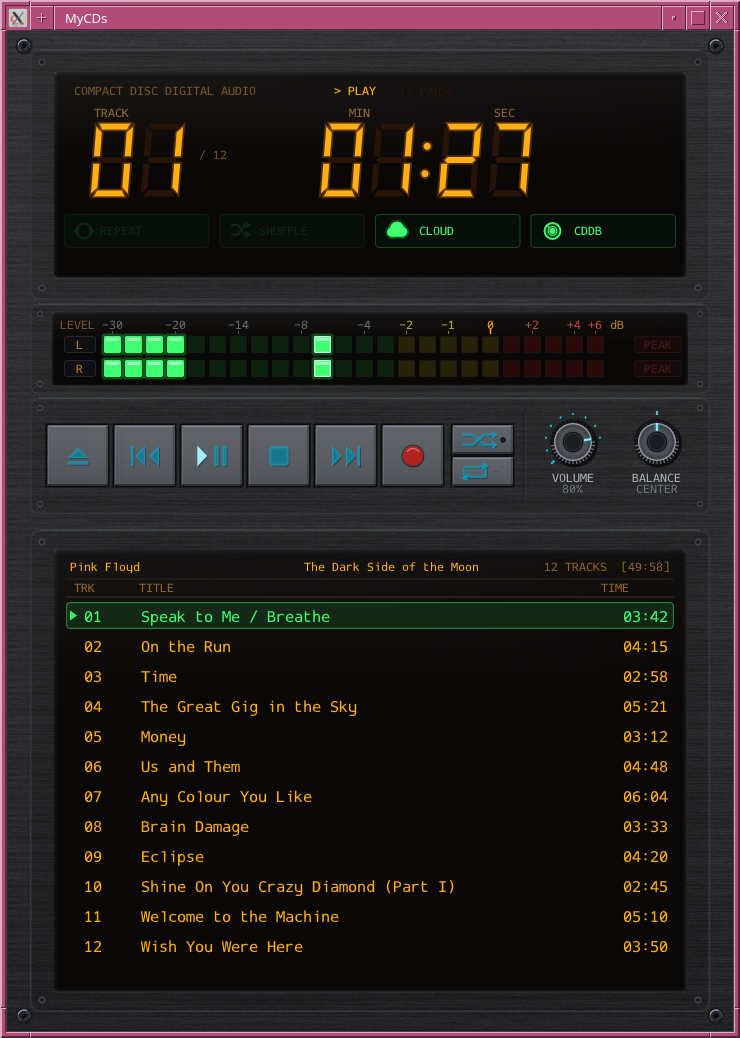 MyCDs
COMPACT DISC DIGITAL AUDIO > PLAY || PAUSE
TRACK MIN SEC
01 / 12 01:27
REPEAT SHUFFLE CLOUD CDDB
LEVEL -30 -20 -14 -8 -4 -2 -1 0 +2 +4 +6 dB
L PEAK
R PEAK
VOLUME BALANCE
80% CENTER
Pink Floyd The Dark Side of the Moon 12 TRACKS [49:58]
TRK TITLE TIME
01 Speak to Me / Breathe 03:42
02 On the Run 04:15
03 Time 02:58
04 The Great Gig in the Sky 05:21
05 Money 03:12
06 Us and Them 04:48
07 Any Colour You Like 06:04
08 Brain Damage 03:33
09 Eclipse 04:20
10 Shine On You Crazy Diamond (Part I) 02:45
11 Welcome to the Machine 05:10
12 Wish You Were Here 03:50